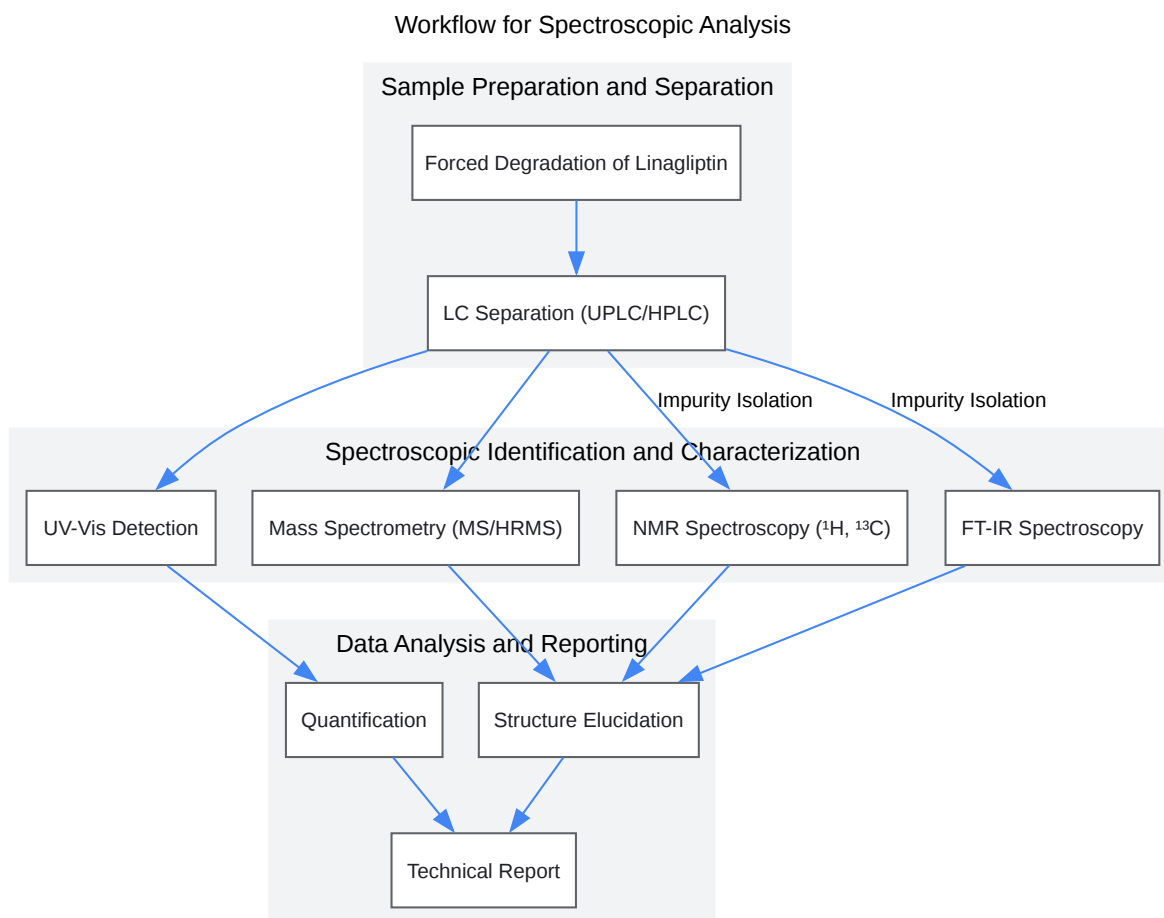 Workflow for Spectroscopic Analysis
Sample Preparation and Separation
Forced Degradation of Linagliptin
LC Separation (UPLC/HPLC)
Impurity Isolation
Impurity Isolation
Spectroscopic Identification and Characterization
UV-Vis Detection
Mass Spectrometry (MS/HRMS)
NMR Spectroscopy (¹H, ¹³C)
FT-IR Spectroscopy
Data Analysis and Reporting
Quantification
Structure Elucidation
Technical Report